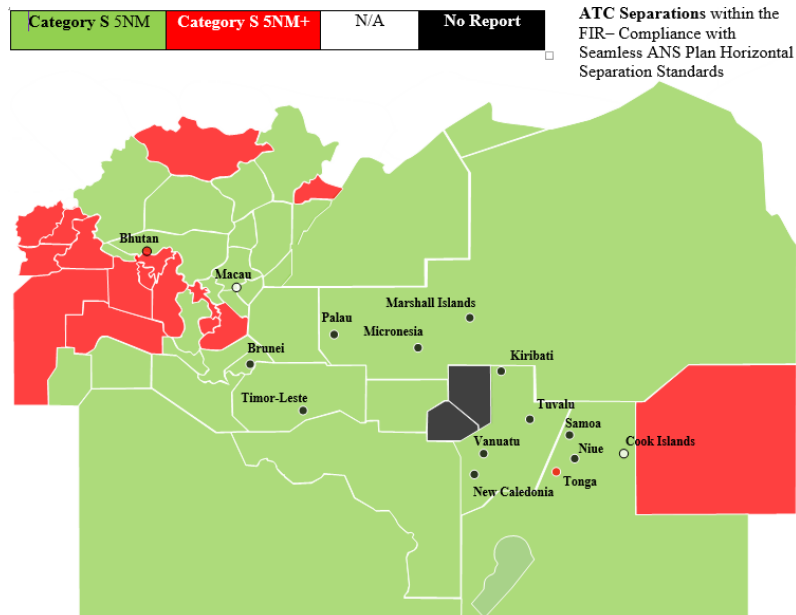 Category S 5NM
Category S 5NM+
N/A
No Report
ATC Separations within the
FIR– Compliance with
Seamless ANS Plan Horizontal
Separation Standards
Bhutan
Macau
Marshall Islands
Palau
Micronesia
Brunei
Kiribati
Timor-Leste
Tuvalu
Samoa
Cook Islands
Niue
Vanuatu
Tonga
New Caledonia